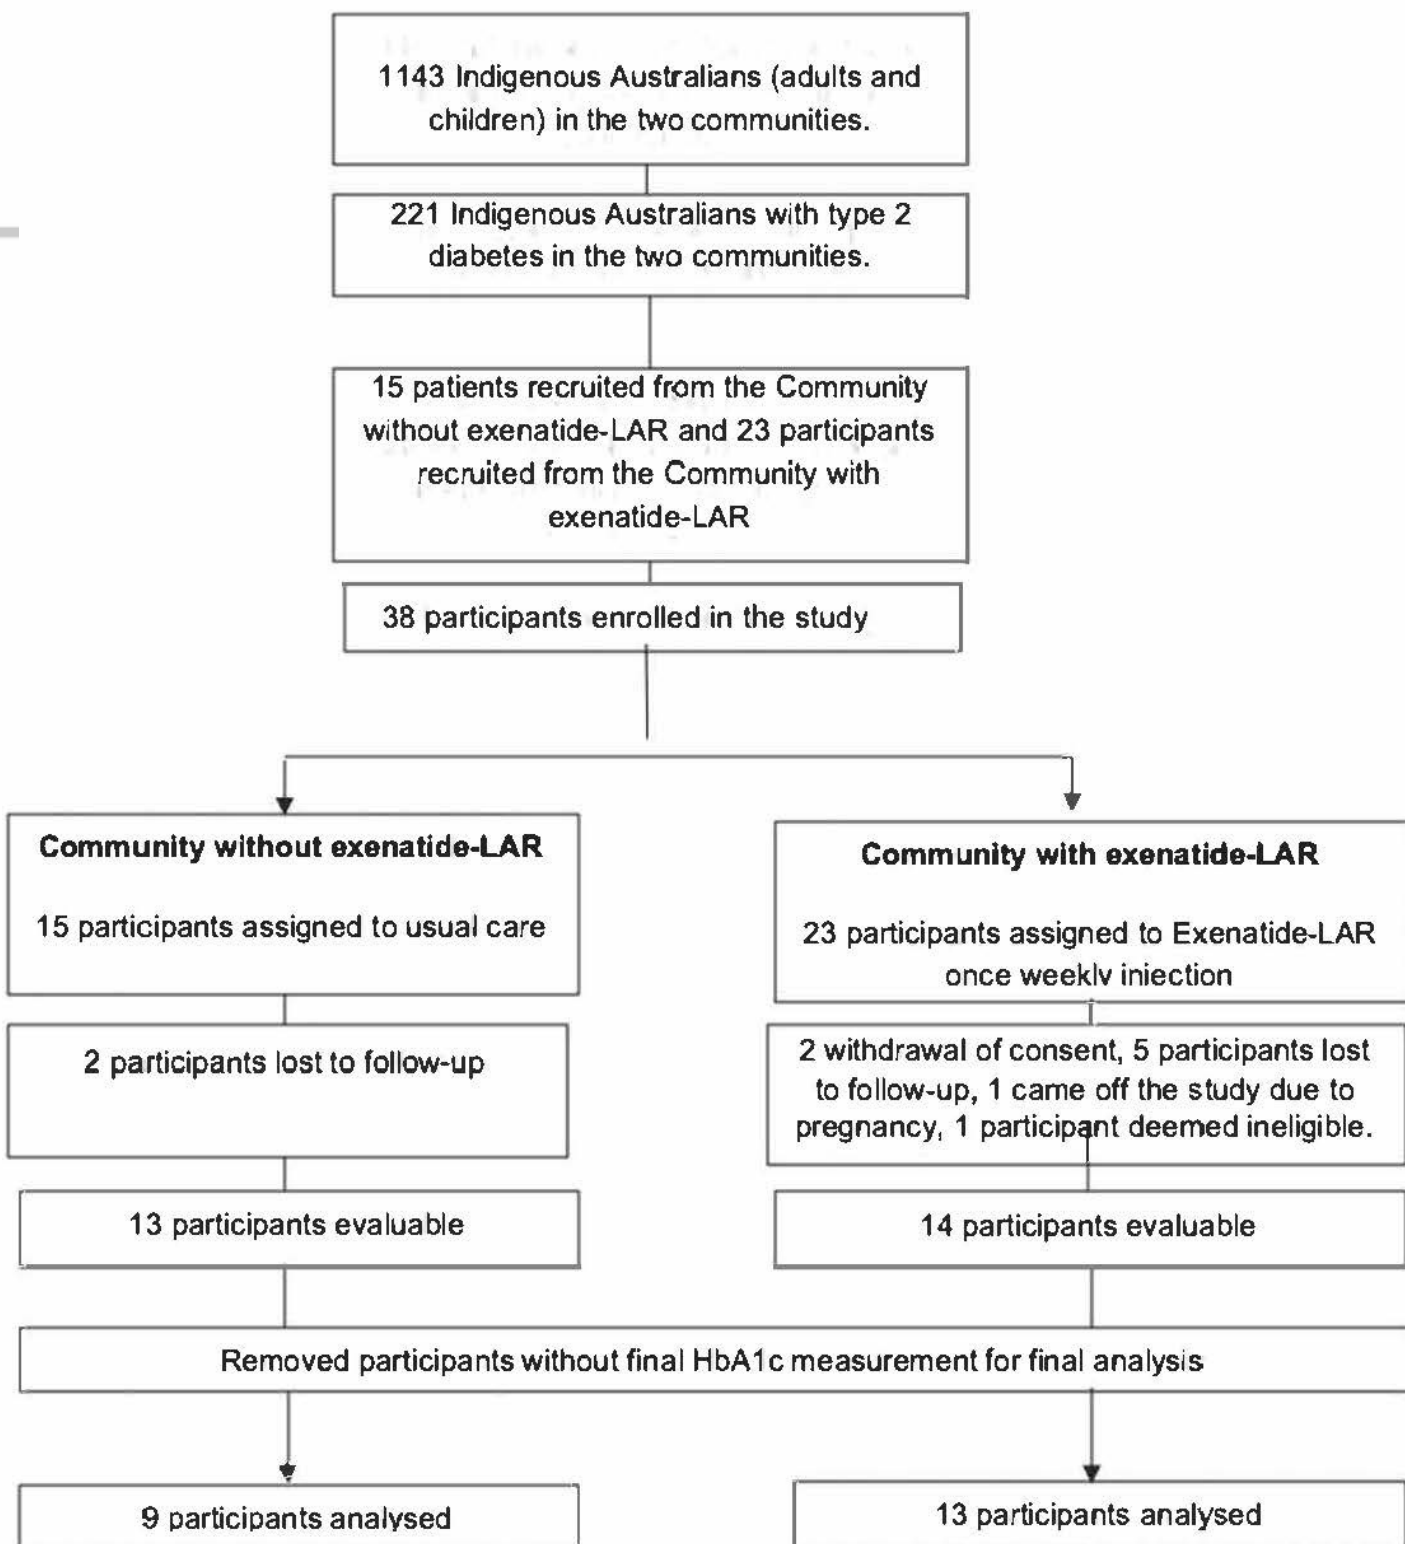 1143 Indigenous Australians (adults and
children) in the two communities.
221 Indigenous Australians with type 2
diabetes in the two communities.
15 patients recruited from the Community
without exenatide-LAR and 23 participants
recruited from the Community with
exenatide-LAR
38 participants enrolled in the study
Community without exenatide-LAR
15 participants assigned to usual care
2 participants lost to follow-up
13 participants evaluable
Community with exenatide-LAR
23 participants assigned to Exenatide-LAR
once weekly injection
2 withdrawal of consent, 5 participants lost
to follow-up, 1 came off the study due to
pregnancy, 1 participant deemed ineligible.
14 participants evaluable
Removed participants without final HbA1c measurement for final analysis
9 participants analysed
13 participants analysed